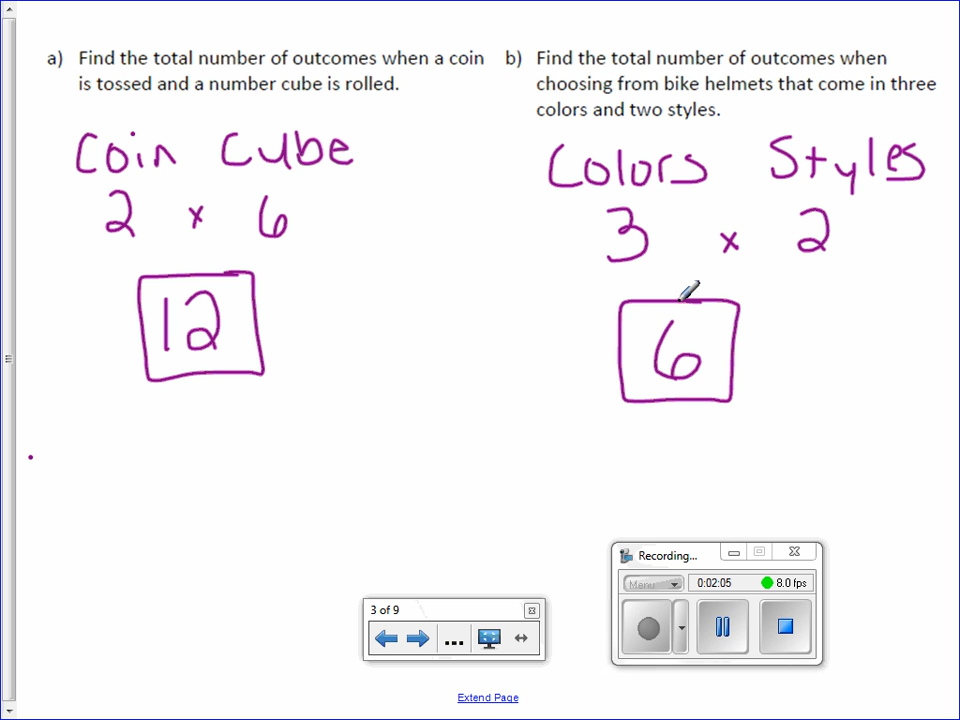 a) Find the total number of outcomes when a coin
is tossed and a number cube is rolled.
Coin Cube
2 x 6
12
b) Find the total number of outcomes when
choosing from bike helmets that come in three
colors and two styles.
Colors Styles
3 x 2
6
3 of 9
...
Recording...
Menu
0:02:05
8.0 fps
Extend Page